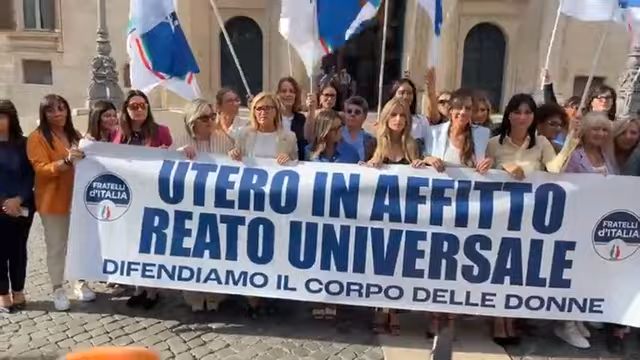 FRATELLI
d'ITALIA
UTERO IN AFFITTO
REATO UNIVERSALE
DIFENDIAMO IL CORPO DELLE DONNE
FRATELLI
d'ITALIA